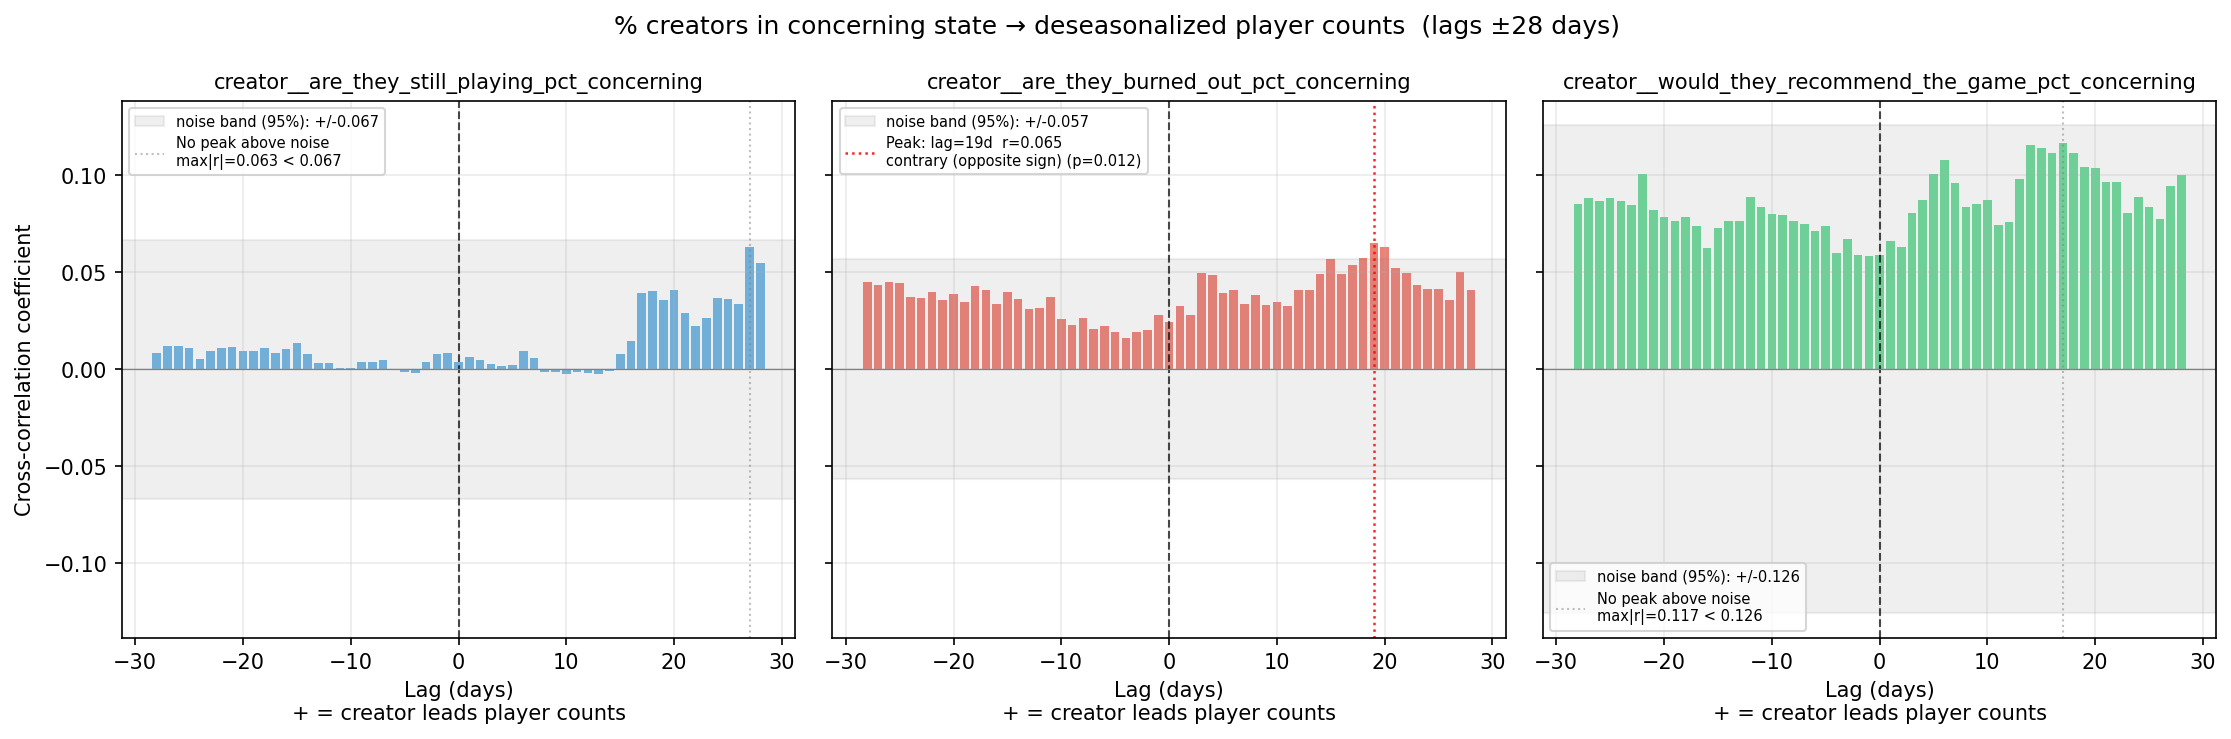 % creators in concerning state → deseasonalized player counts  (lags ±28 days)
creator__are_they_still_playing_pct_concerning
noise band (95%): +/-0.067
No peak above noise
max|r|=0.063 < 0.067
Cross-correlation coefficient
0.10
0.05
0.00
−0.05
−0.10
−30
−20
−10
0
10
20
30
Lag (days)
+ = creator leads player counts
creator__are_they_burned_out_pct_concerning
noise band (95%): +/-0.057
Peak: lag=19d  r=0.065
contrary (opposite sign) (p=0.012)
−30
−20
−10
0
10
20
30
Lag (days)
+ = creator leads player counts
creator__would_they_recommend_the_game_pct_concerning
noise band (95%): +/-0.126
No peak above noise
max|r|=0.117 < 0.126
−30
−20
−10
0
10
20
30
Lag (days)
+ = creator leads player counts